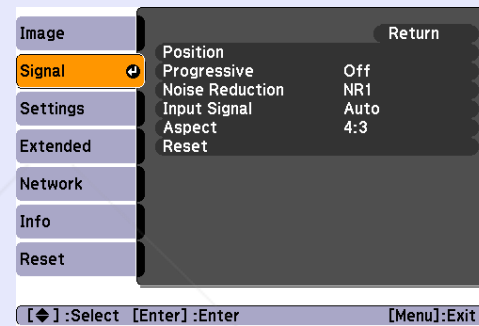 Image
Signal
Settings
Extended
Network
Info
Reset
Return
Position
Progressive Off
Noise Reduction NR1
Input Signal Auto
Aspect 4:3
Reset
[◆]:Select [Enter]:Enter [Menu]:Exit